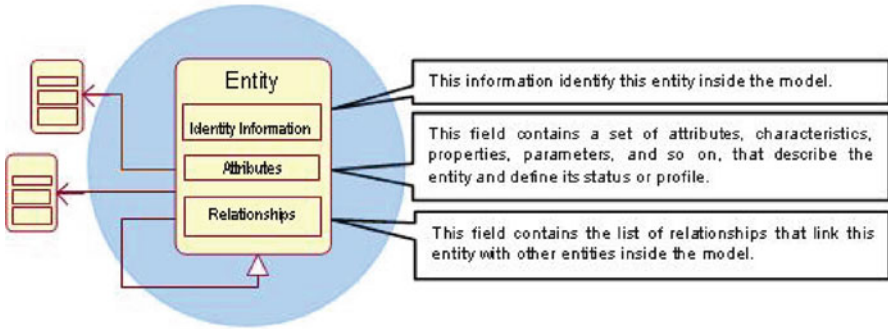 Entity
Identity Information
Attributes
Relationships
This information identify this entity inside the model.
This field contains a set of attributes, characteristics,
properties, parameters, and so on, that describe the
entity and define its status or profile.
This field contains the list of relationships that link this
entity with other entities inside the model.